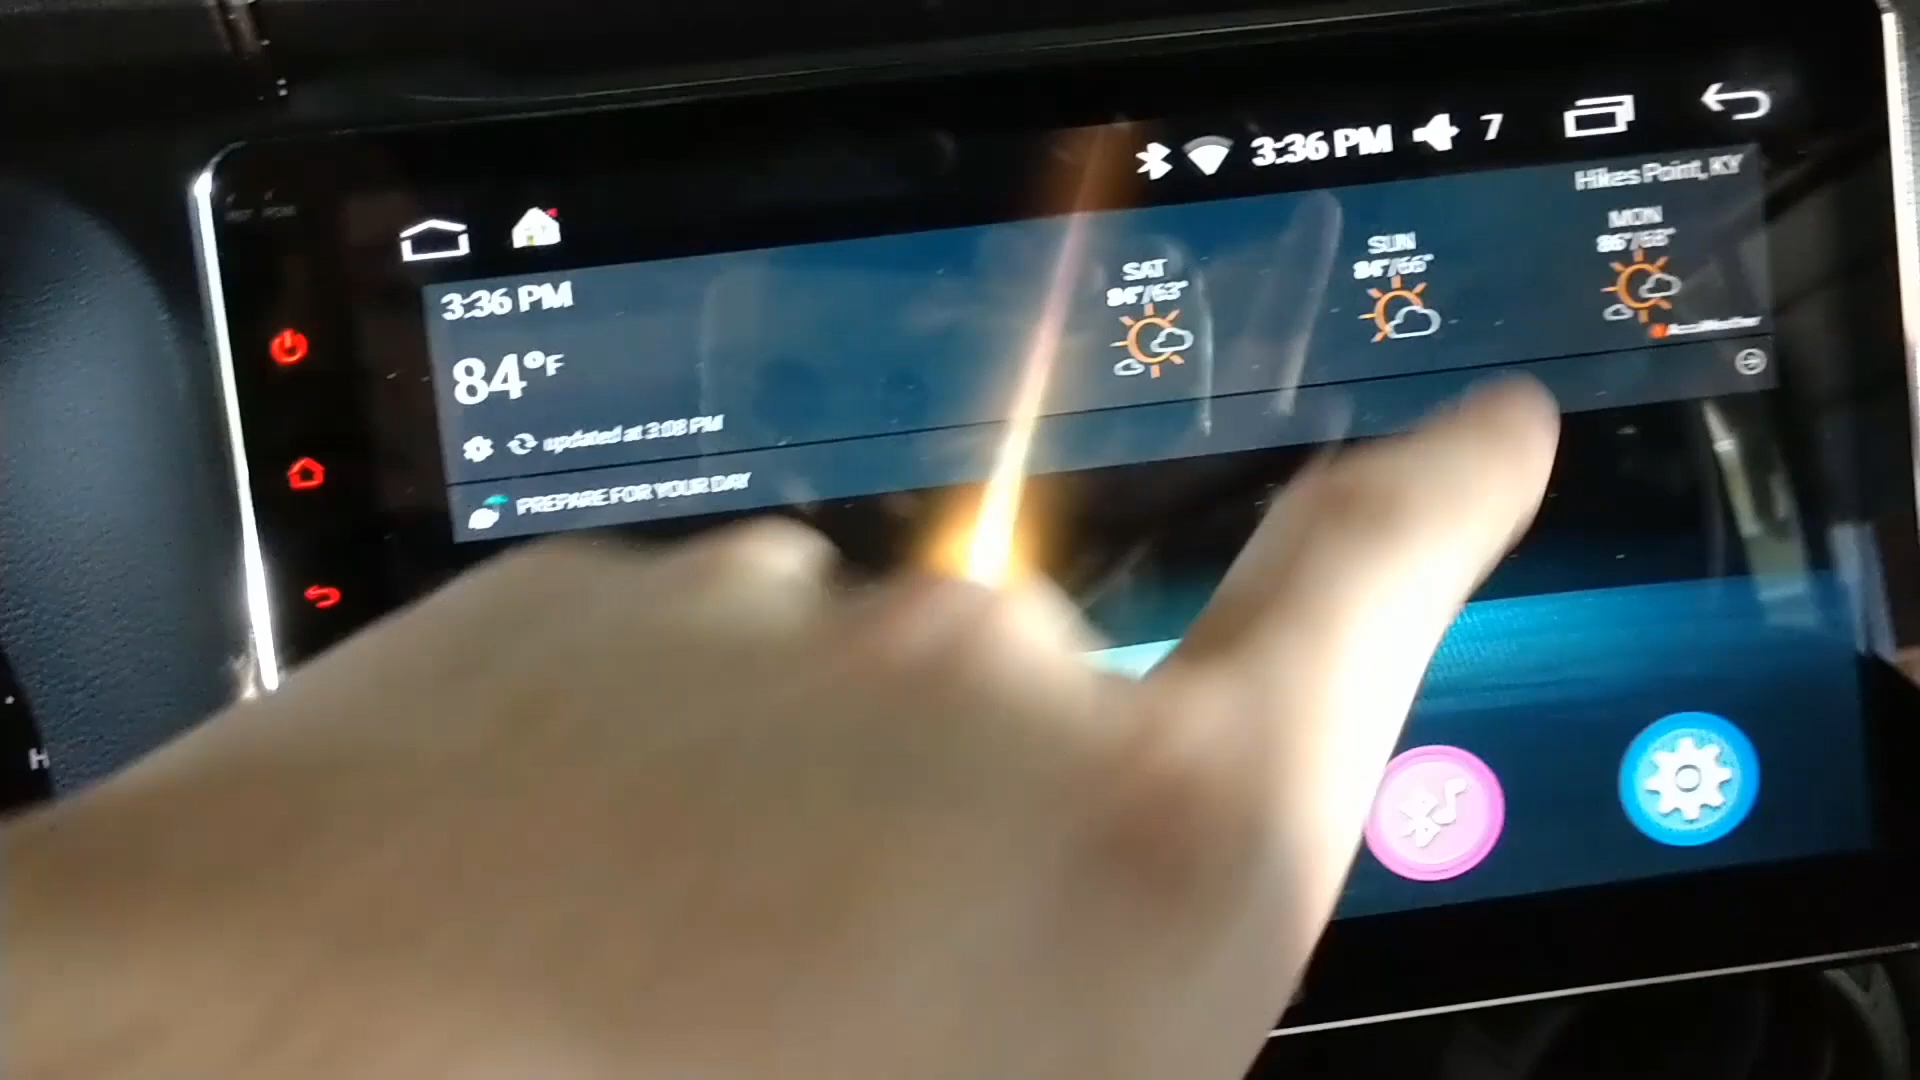 3:36 PM 7
Hikes Point, KY
3:36 PM
84°F
updated at 3:08 PM
PREPARE FOR YOUR DAY
SAT
84°/63°
SUN
84°/66°
MON
86°/68°
AccuWeather
H